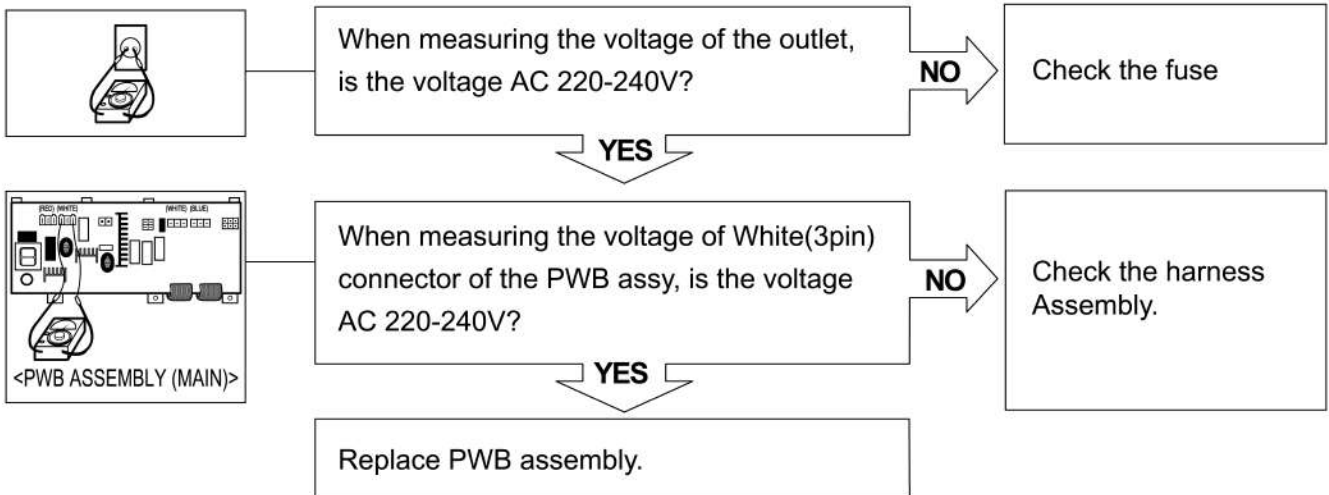 When measuring the voltage of the outlet,
is the voltage AC 220-240V?
NO
Check the fuse
YES
(RED) (WHITE)
(WHITE) (BLUE)
<PWB ASSEMBLY (MAIN)>
When measuring the voltage of White(3pin)
connector of the PWB assy, is the voltage
AC 220-240V?
NO
Check the harness
Assembly.
YES
Replace PWB assembly.